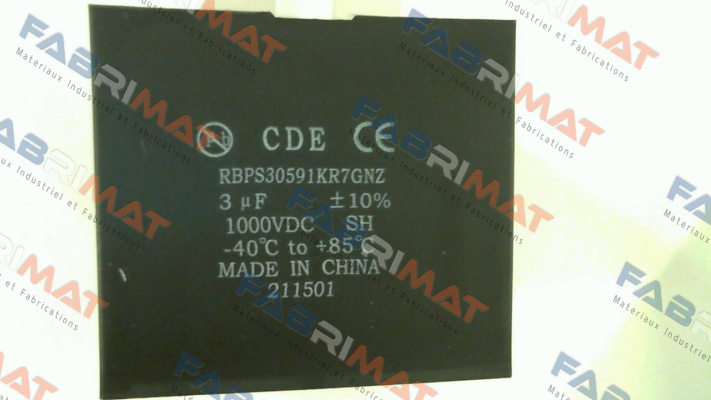 Pb CDE CE
RBPS30591KR7GNZ
3 μF ±10%
1000VDC SH
-40℃ to +85℃
MADE IN CHINA
211501
FABRIMAT
Materiaux Industriel et Fabrications